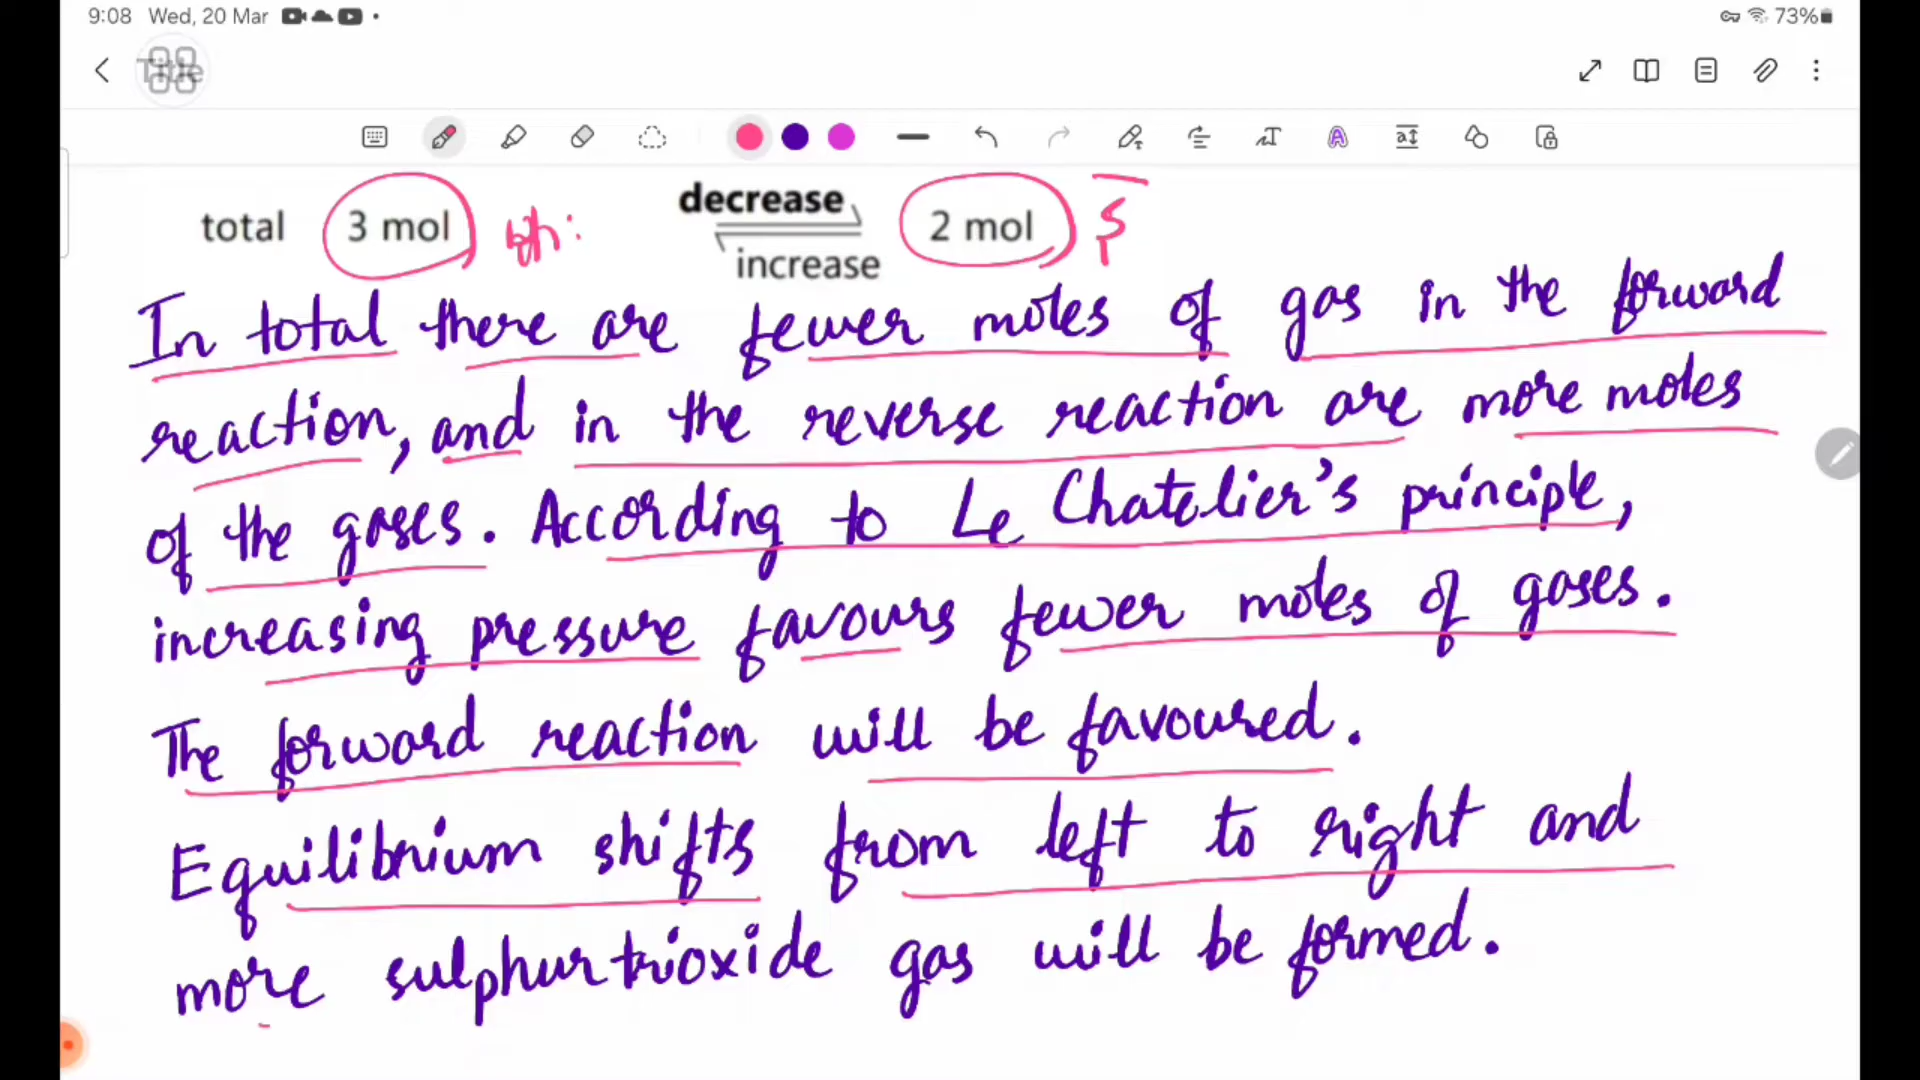 9:08 Wed, 20 Mar
73%
Title
total 3 mol decrease 2 mol
increase
In total there are fewer moles of gas in the forward
reaction, and in the reverse reaction are more moles
of the gases. According to Le Chatelier's principle,
increasing pressure favours fewer moles of gases.
The forward reaction will be favoured.
Equilibrium shifts from left to right and
more sulphurtrioxide gas will be formed.